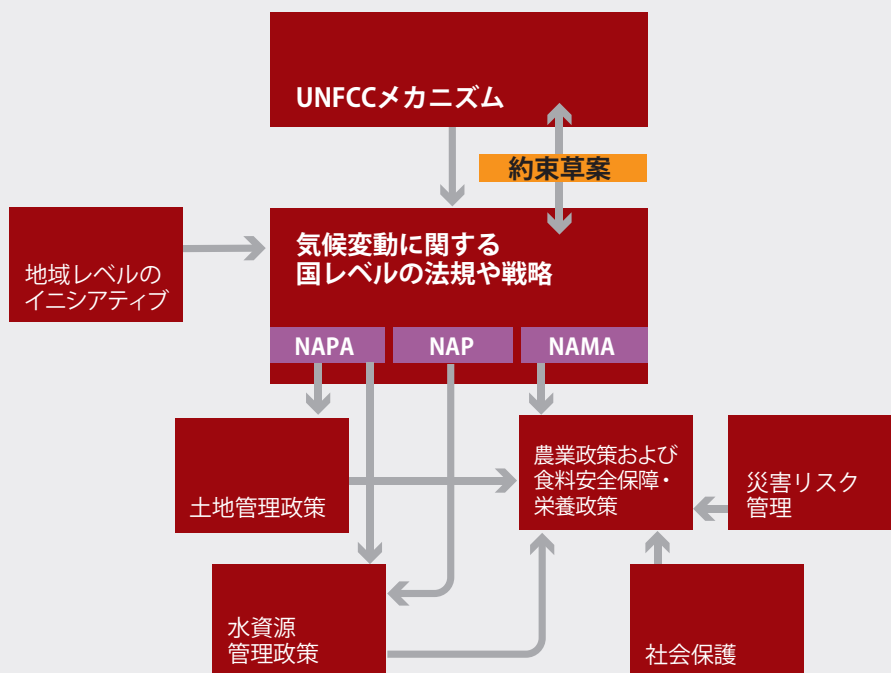 UNFCCメカニズム
約束草案
地域レベルの
イニシアティブ
気候変動に関する
国レベルの法規や戦略
NAPA
NAP
NAMA
土地管理政策
農業政策および
食料安全保障・
栄養政策
災害リスク
管理
水資源
管理政策
社会保護